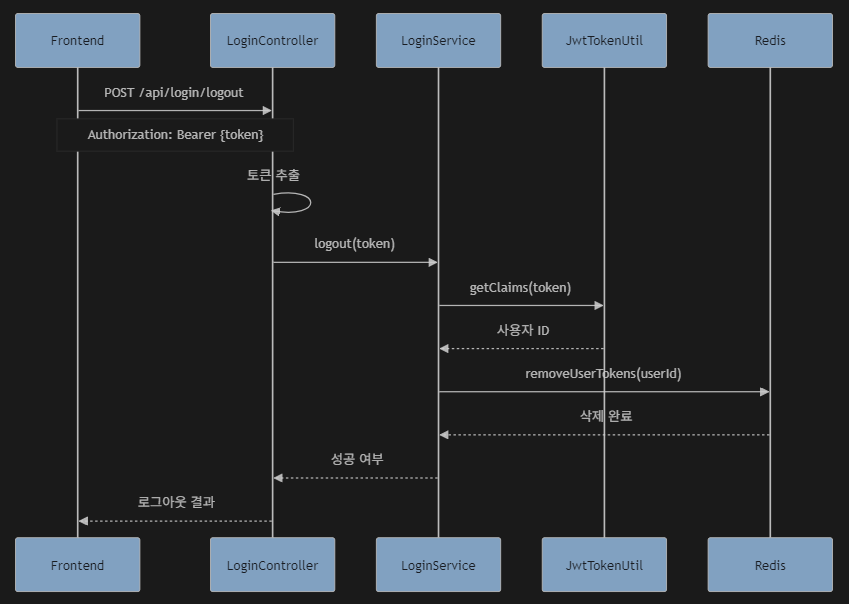 Frontend
LoginController
LoginService
JwtTokenUtil
Redis
POST /api/login/logout
Authorization: Bearer {token}
토큰 추출
logout(token)
getClaims(token)
사용자 ID
removeUserTokens(userId)
삭제 완료
성공 여부
로그아웃 결과
Frontend
LoginController
LoginService
JwtTokenUtil
Redis